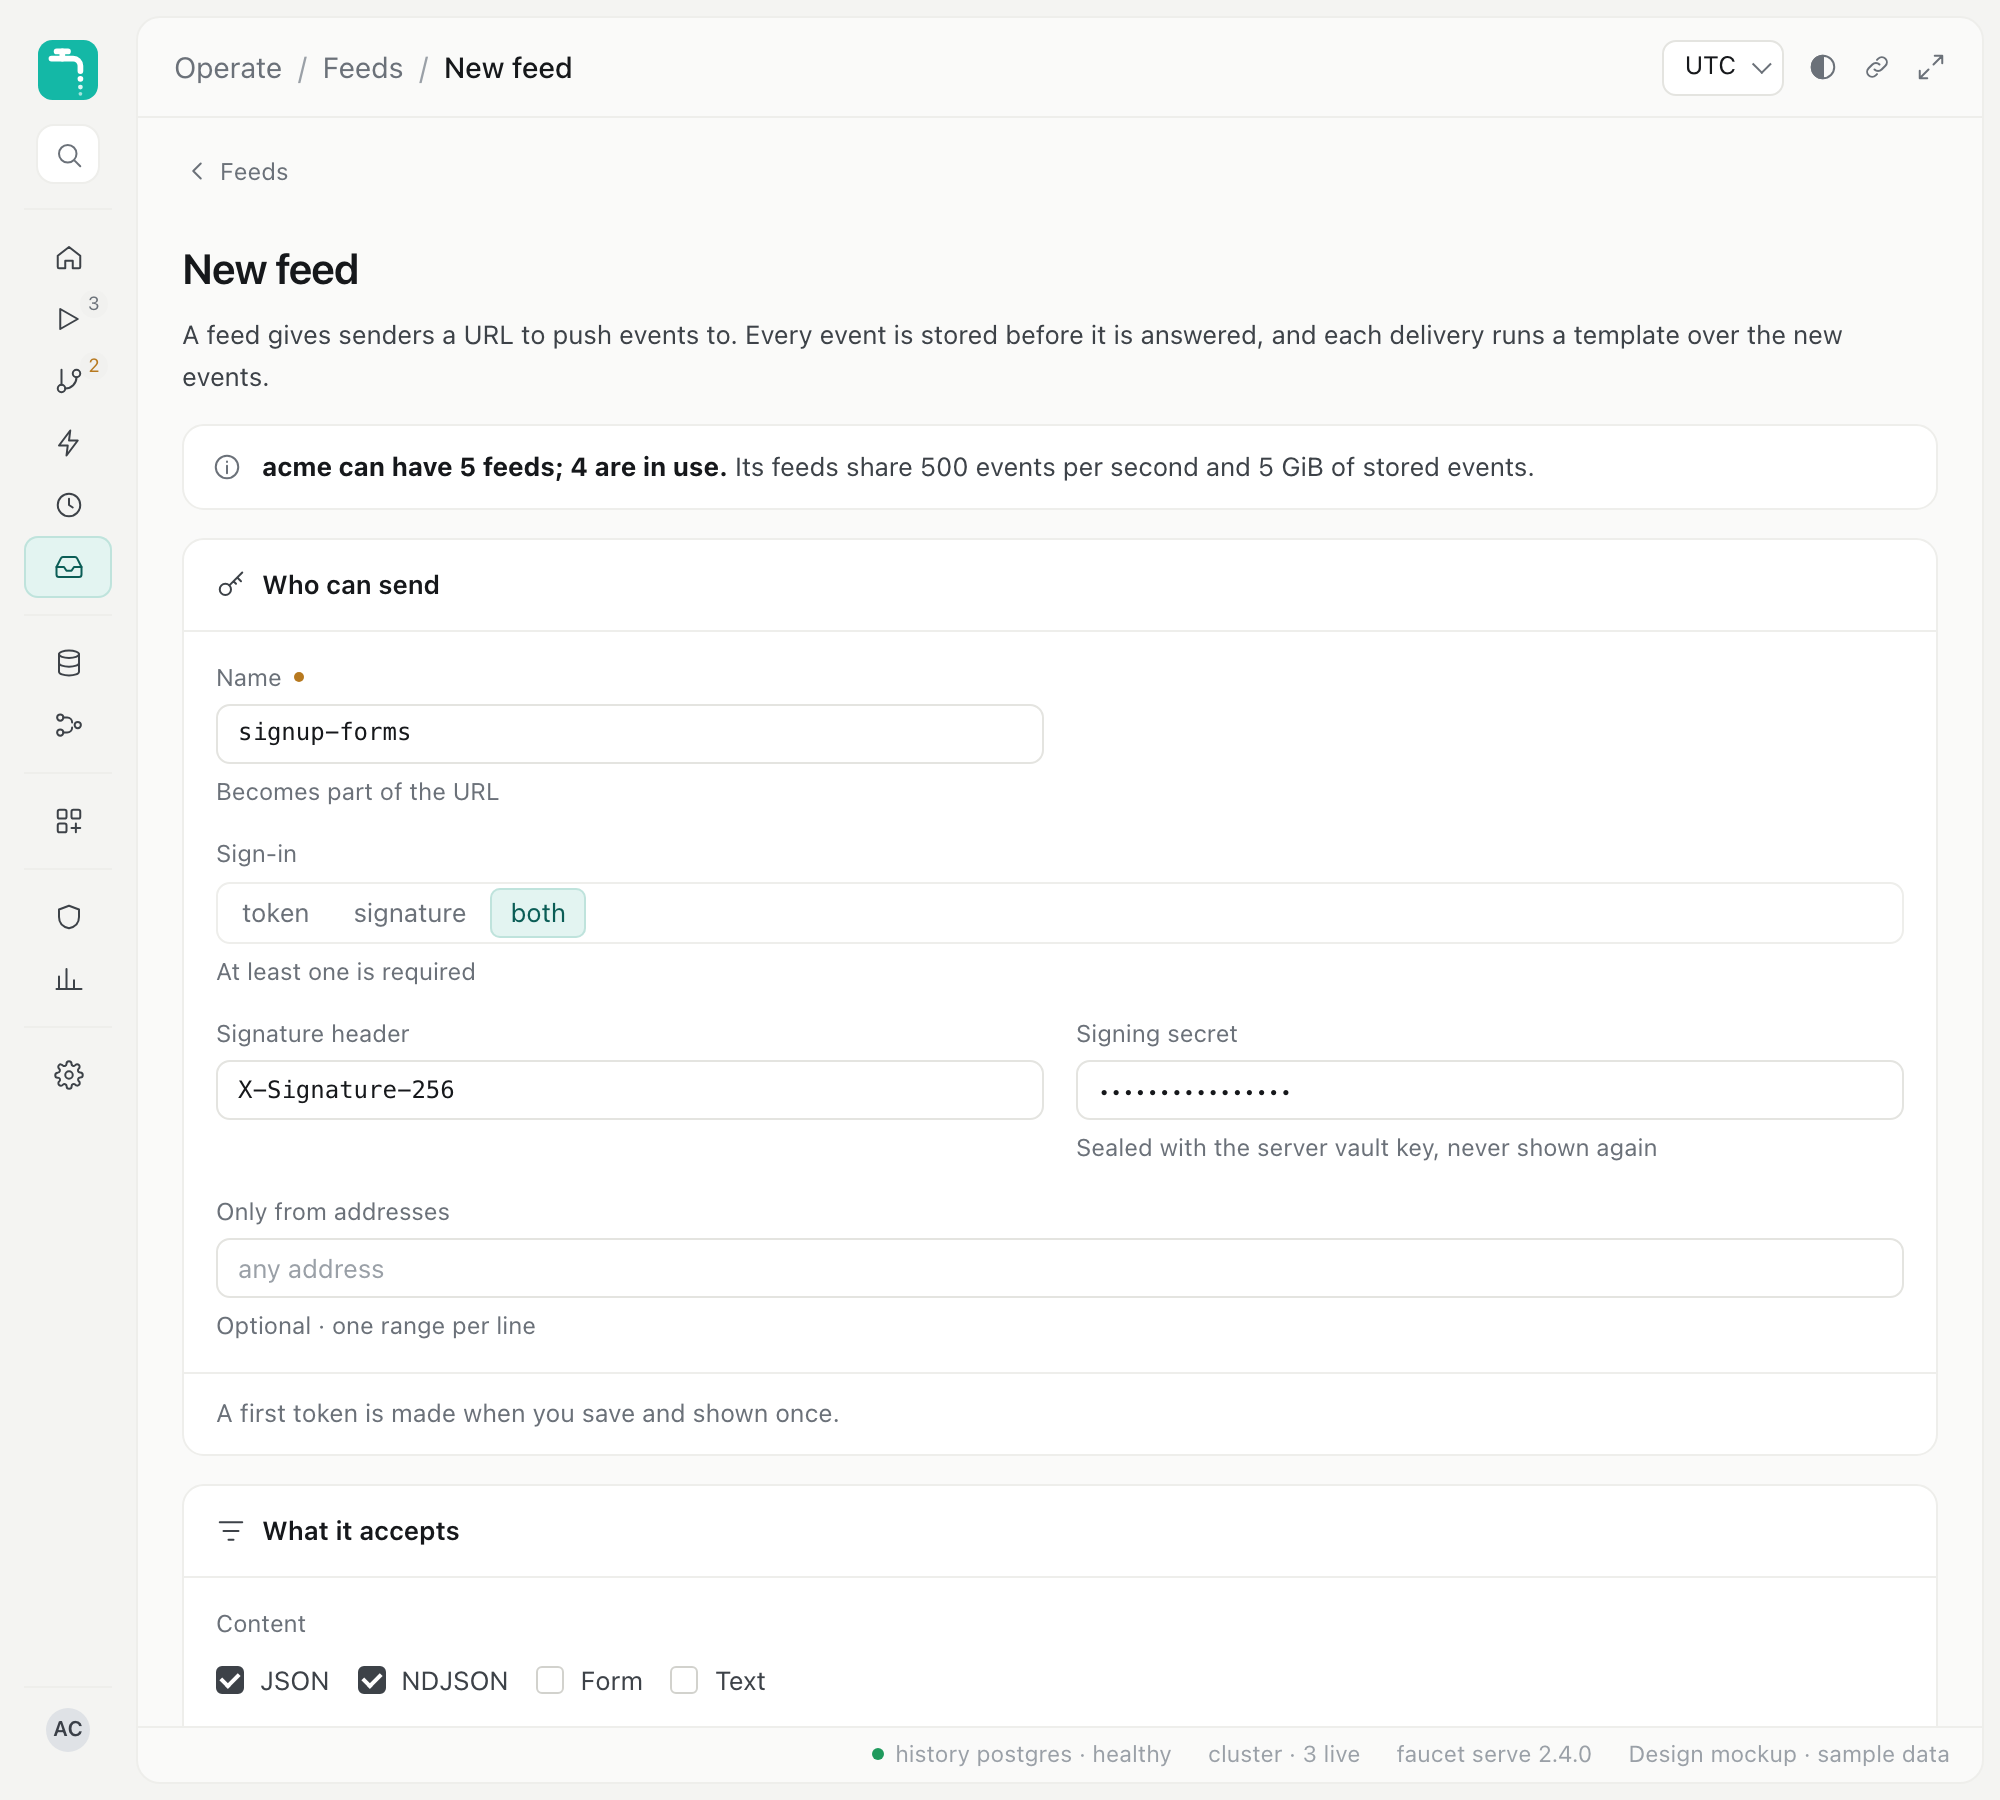 Operate / Feeds / New feed
UTC
Feeds
3
2
New feed
A feed gives senders a URL to push events to. Every event is stored before it is answered, and each delivery runs a template over the new
events.
acme can have 5 feeds; 4 are in use. Its feeds share 500 events per second and 5 GiB of stored events.
Who can send
Name
signup-forms
Becomes part of the URL
Sign-in
token signature both
At least one is required
Signature header
X-Signature-256
Signing secret
••••••••••••••••
Sealed with the server vault key, never shown again
Only from addresses
any address
Optional · one range per line
A first token is made when you save and shown once.
What it accepts
Content
JSON NDJSON Form Text
AC
history postgres · healthy cluster · 3 live faucet serve 2.4.0 Design mockup · sample data